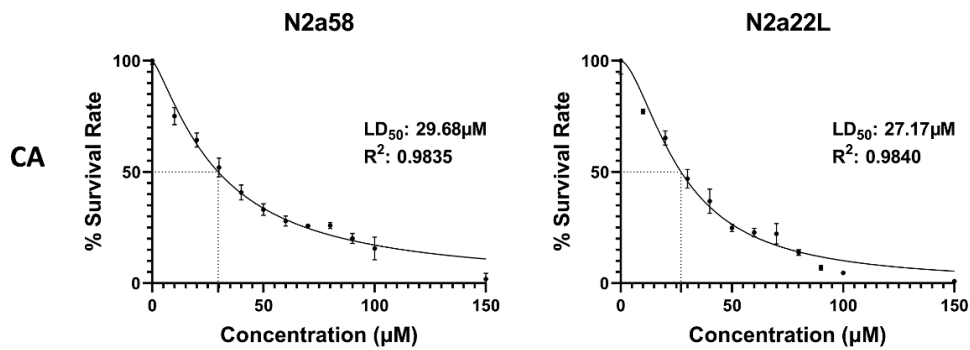 N2a58
N2a22L
CA
% Survival Rate
100
50
0
LD50: 29.68µM
R2: 0.9835
0
50
100
150
Concentration (µM)
% Survival Rate
100
50
0
LD50: 27.17µM
R2: 0.9840
0
50
100
150
Concentration (µM)